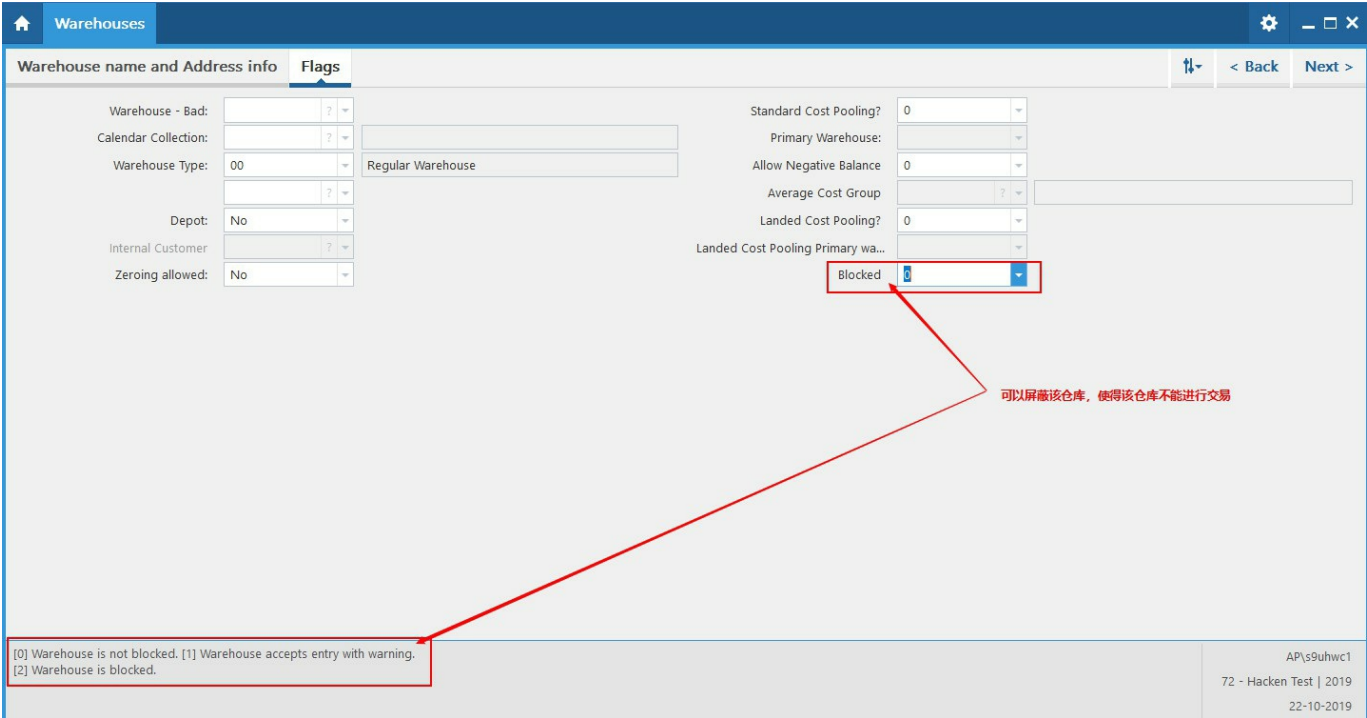 Warehouses
Warehouse name and Address info Flags < Back Next >
Warehouse - Bad: ? Standard Cost Pooling? 0
Calendar Collection: ? Primary Warehouse:
Warehouse Type: 00 Regular Warehouse Allow Negative Balance 0
? Average Cost Group ?
Depot: No Landed Cost Pooling? 0
Internal Customer ? Landed Cost Pooling Primary wa...
Zeroing allowed: No Blocked 0
可以屏蔽该仓库，使得该仓库不能进行交易
[0] Warehouse is not blocked. [1] Warehouse accepts entry with warning.
[2] Warehouse is blocked.
AP\s9uhwc1
72 - Hacken Test | 2019
22-10-2019